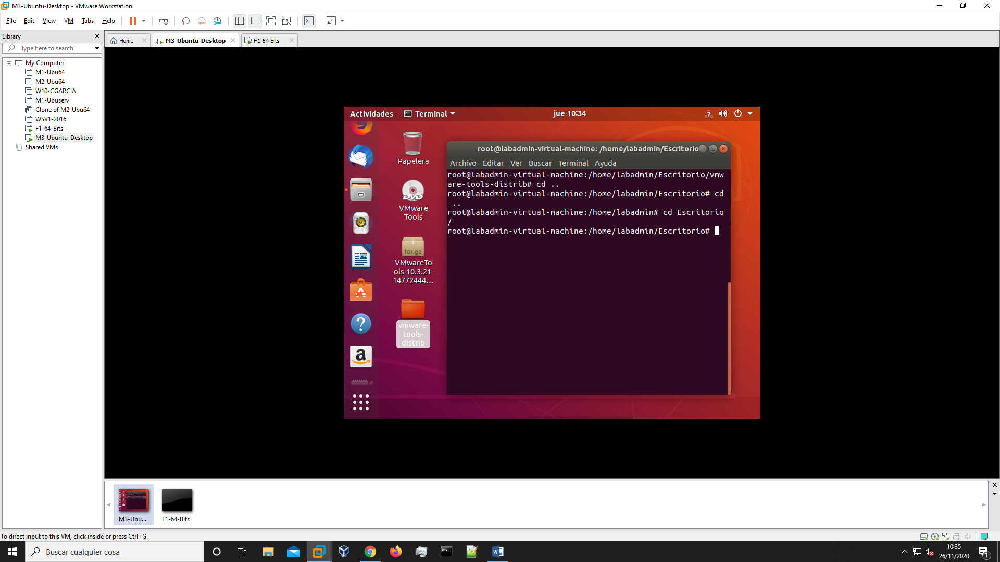 M3-Ubuntu-Desktop - VMware Workstation
File Edit View VM Tabs Help
Library
Type here to search
My Computer
M1-Ubu64
M2-Ubu64
W10-CGARCIA
M1-Ubuserv
Clone of M2-Ubu64
WSV1-2016
F1-64-Bits
M3-Ubuntu-Desktop
Shared VMs
Home
M3-Ubuntu-Desktop
F1-64-Bits
Actividades
Terminal
jue 10:34
Papelera
DVD
VMware
Tools
tar.gz
VMwareTo
ols-10.3.21-
14772444...
vmware-
tools-
distrib
root@labadmin-virtual-machine: /home/labadmin/Escritorio
Archivo Editar Ver Buscar Terminal Ayuda
root@labadmin-virtual-machine:/home/labadmin/Escritorio/vmw
are-tools-distrib# cd ..
root@labadmin-virtual-machine:/home/labadmin/Escritorio# cd
..
root@labadmin-virtual-machine:/home/labadmin# cd Escritorio
/
root@labadmin-virtual-machine:/home/labadmin/Escritorio#
M3-Ubu...
F1-64-Bits
To direct input to this VM, click inside or press Ctrl+G.
Buscar cualquier cosa
10:35
26/11/2020
1